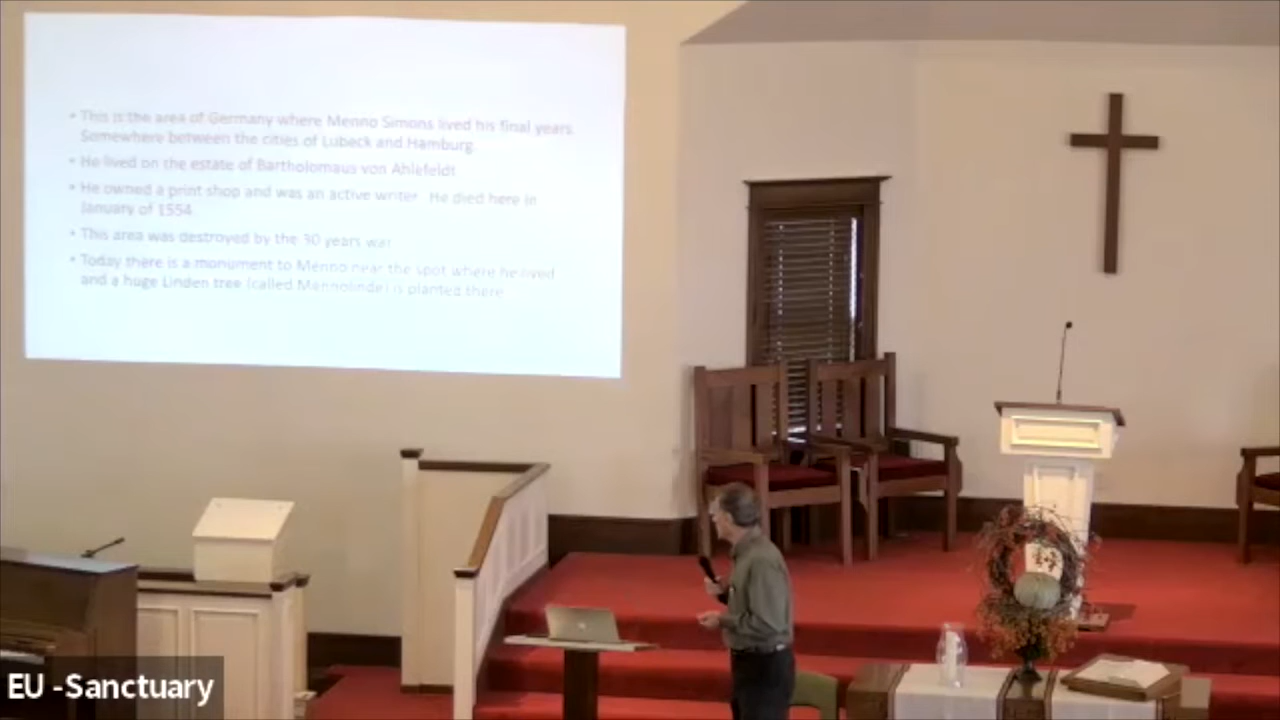 • This is the area of Germany where Menno Simons lived his final years.
Somewhere between the cities of Lubeck and Hamburg.
• He lived on the estate of Bartholomaus von Ahlefeldt
• He owned a print shop and was an active writer. He died here in
January of 1554.
• This area was destroyed by the 30 years war.
• Today there is a monument to Menno near the spot where he lived
and a huge Linden tree (called Mennolinde) is planted there.
EU -Sanctuary